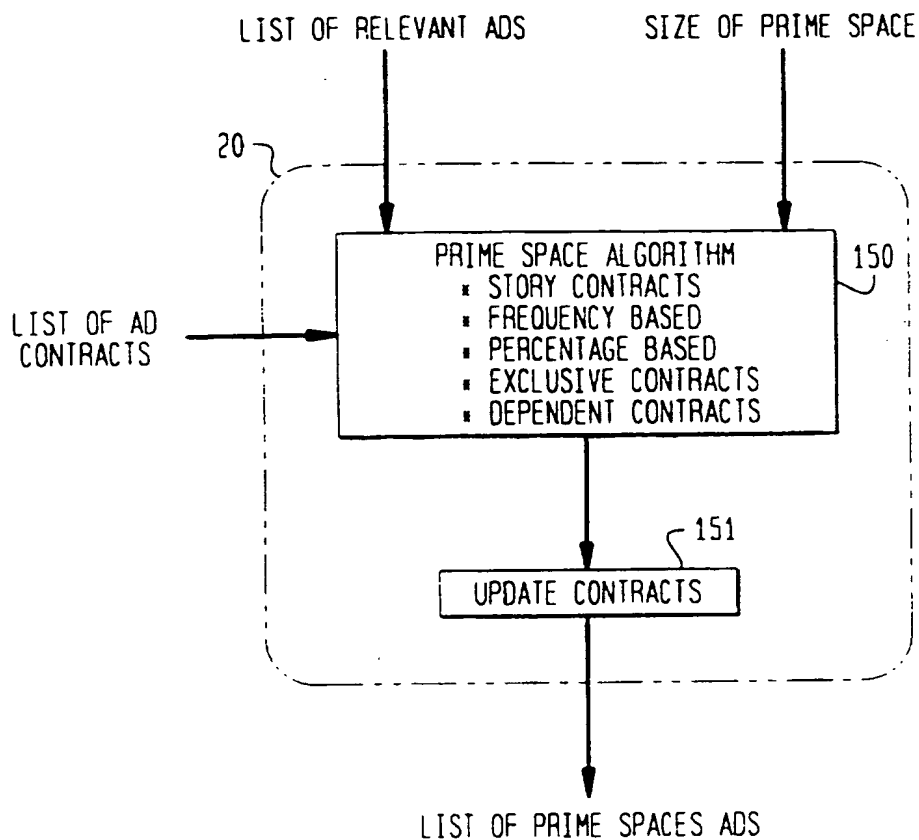 LIST OF RELEVANT ADS
SIZE OF PRIME SPACE
20
PRIME SPACE ALGORITHM
* STORY CONTRACTS
* FREQUENCY BASED
* PERCENTAGE BASED
* EXCLUSIVE CONTRACTS
* DEPENDENT CONTRACTS
150
LIST OF AD
CONTRACTS
151
UPDATE CONTRACTS
LIST OF PRIME SPACES ADS